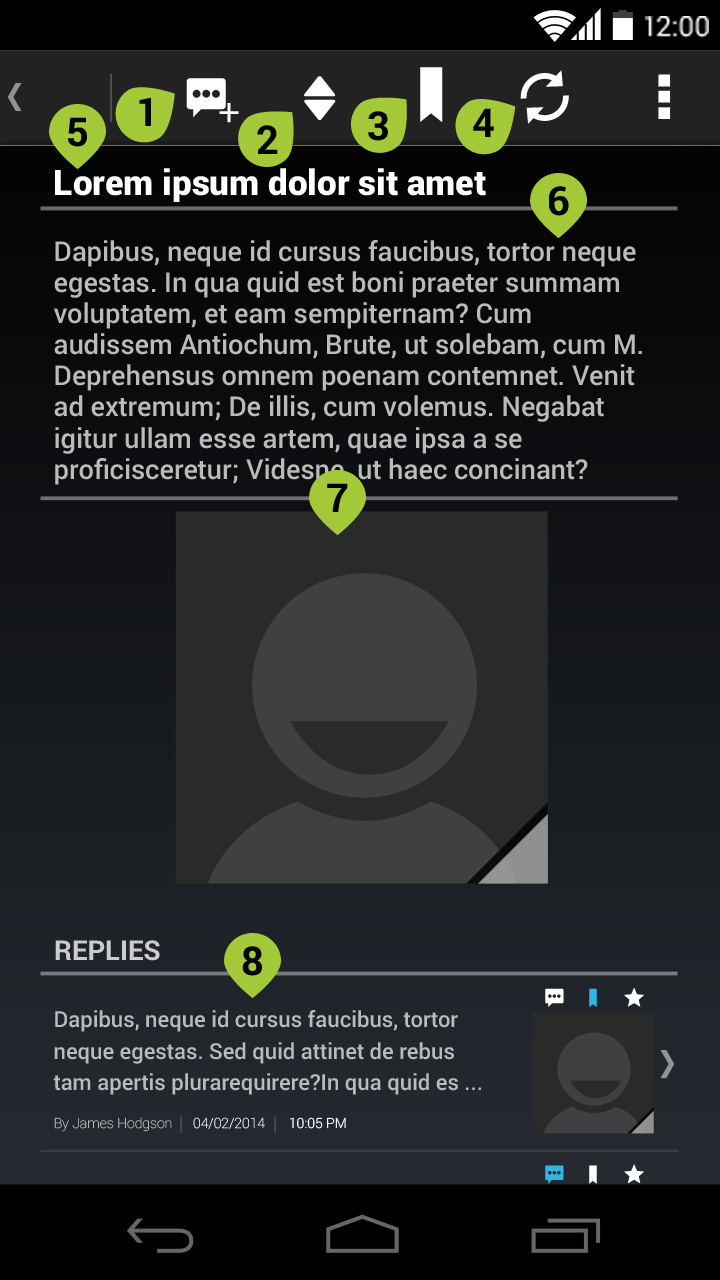 12:00
1
2
3
4
5
Lorem ipsum dolor sit amet
6
Dapibus, neque id cursus faucibus, tortor neque
egestas. In qua quid est boni praeter summam
voluptatem, et eam sempiternam? Cum
audissem Antiochum, Brute, ut solebam, cum M.
Deprehensus omnem poenam contemnet. Venit
ad extremum; De illis, cum volemus. Negabat
igitur ullam esse artem, quae ipsa a se
proficisceretur; ut haec concinant?
7
REPLIES
8
Dapibus, neque id cursus faucibus, tortor
neque egestas. Sed quid attinet de rebus
tam apertis plurarequirere?In qua quid es ...
By James Hodgson | 04/02/2014 | 10:05 PM